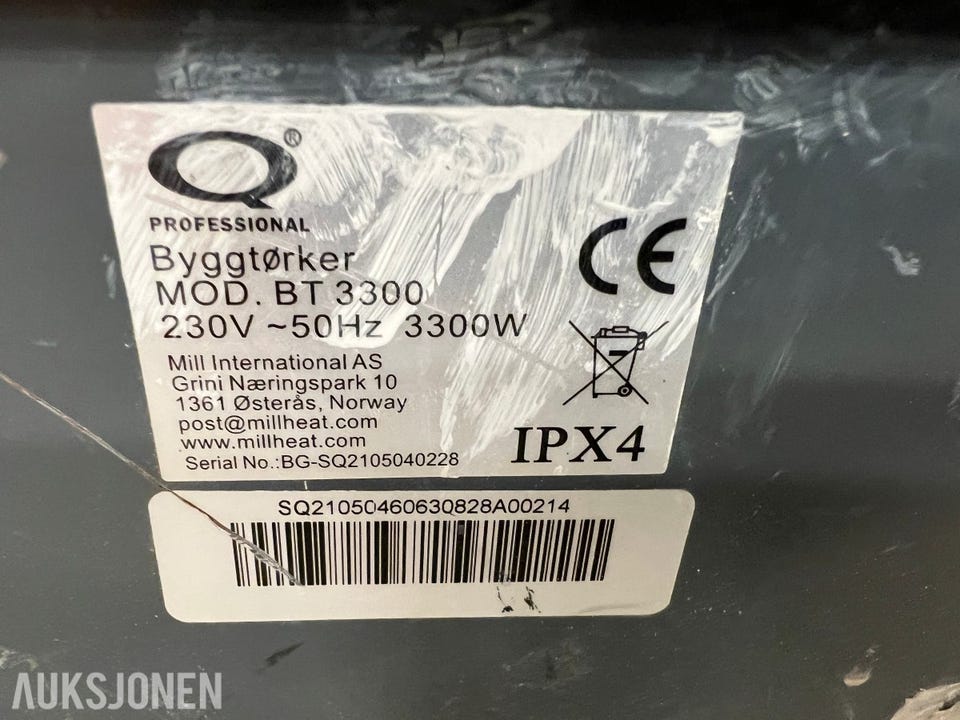 Q®
PROFESSIONAL
Byggtørker
MOD. BT 3300
230V ~50Hz 3300W
Mill International AS
Grini Næringspark 10
1361 Østerås, Norway
post@millheat.com
www.millheat.com
Serial No.:BG-SQ2105040228
CE
IPX4
SQ21050460630828A00214
AUKSJONEN